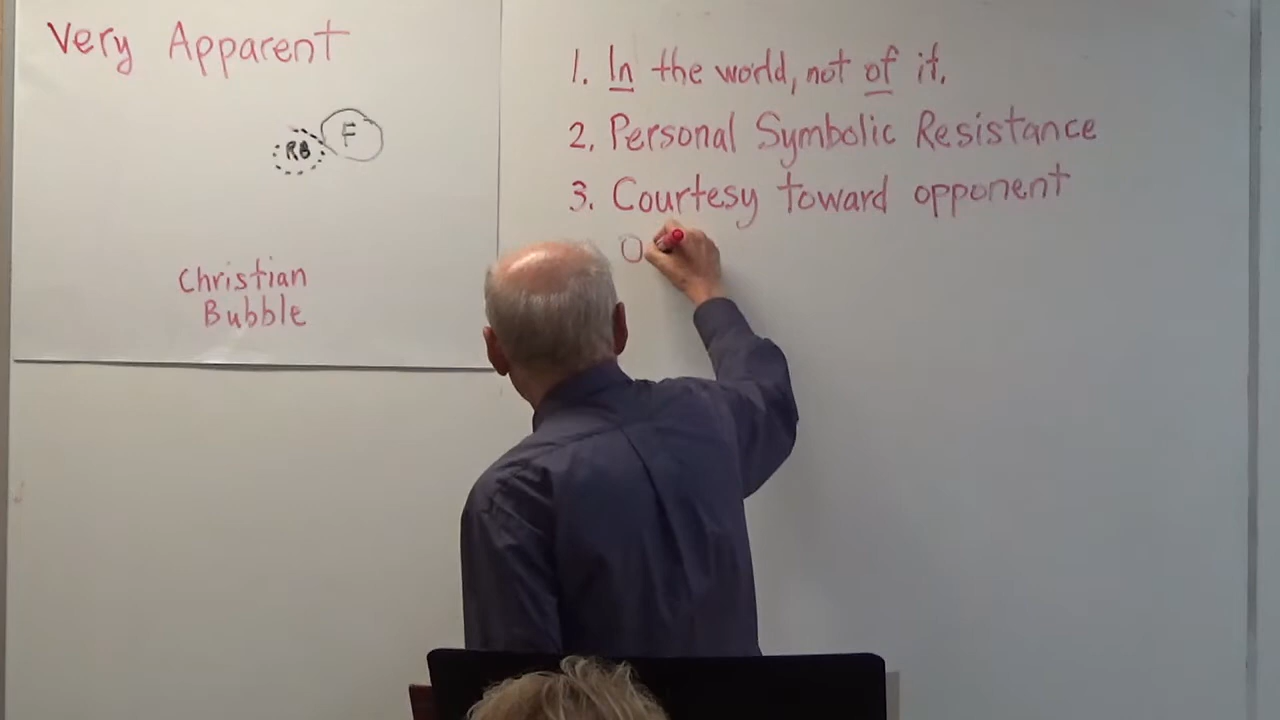 Very Apparent
F
RB
Christian
Bubble
1. In the world, not of it.
2. Personal Symbolic Resistance
3. Courtesy toward opponent
O